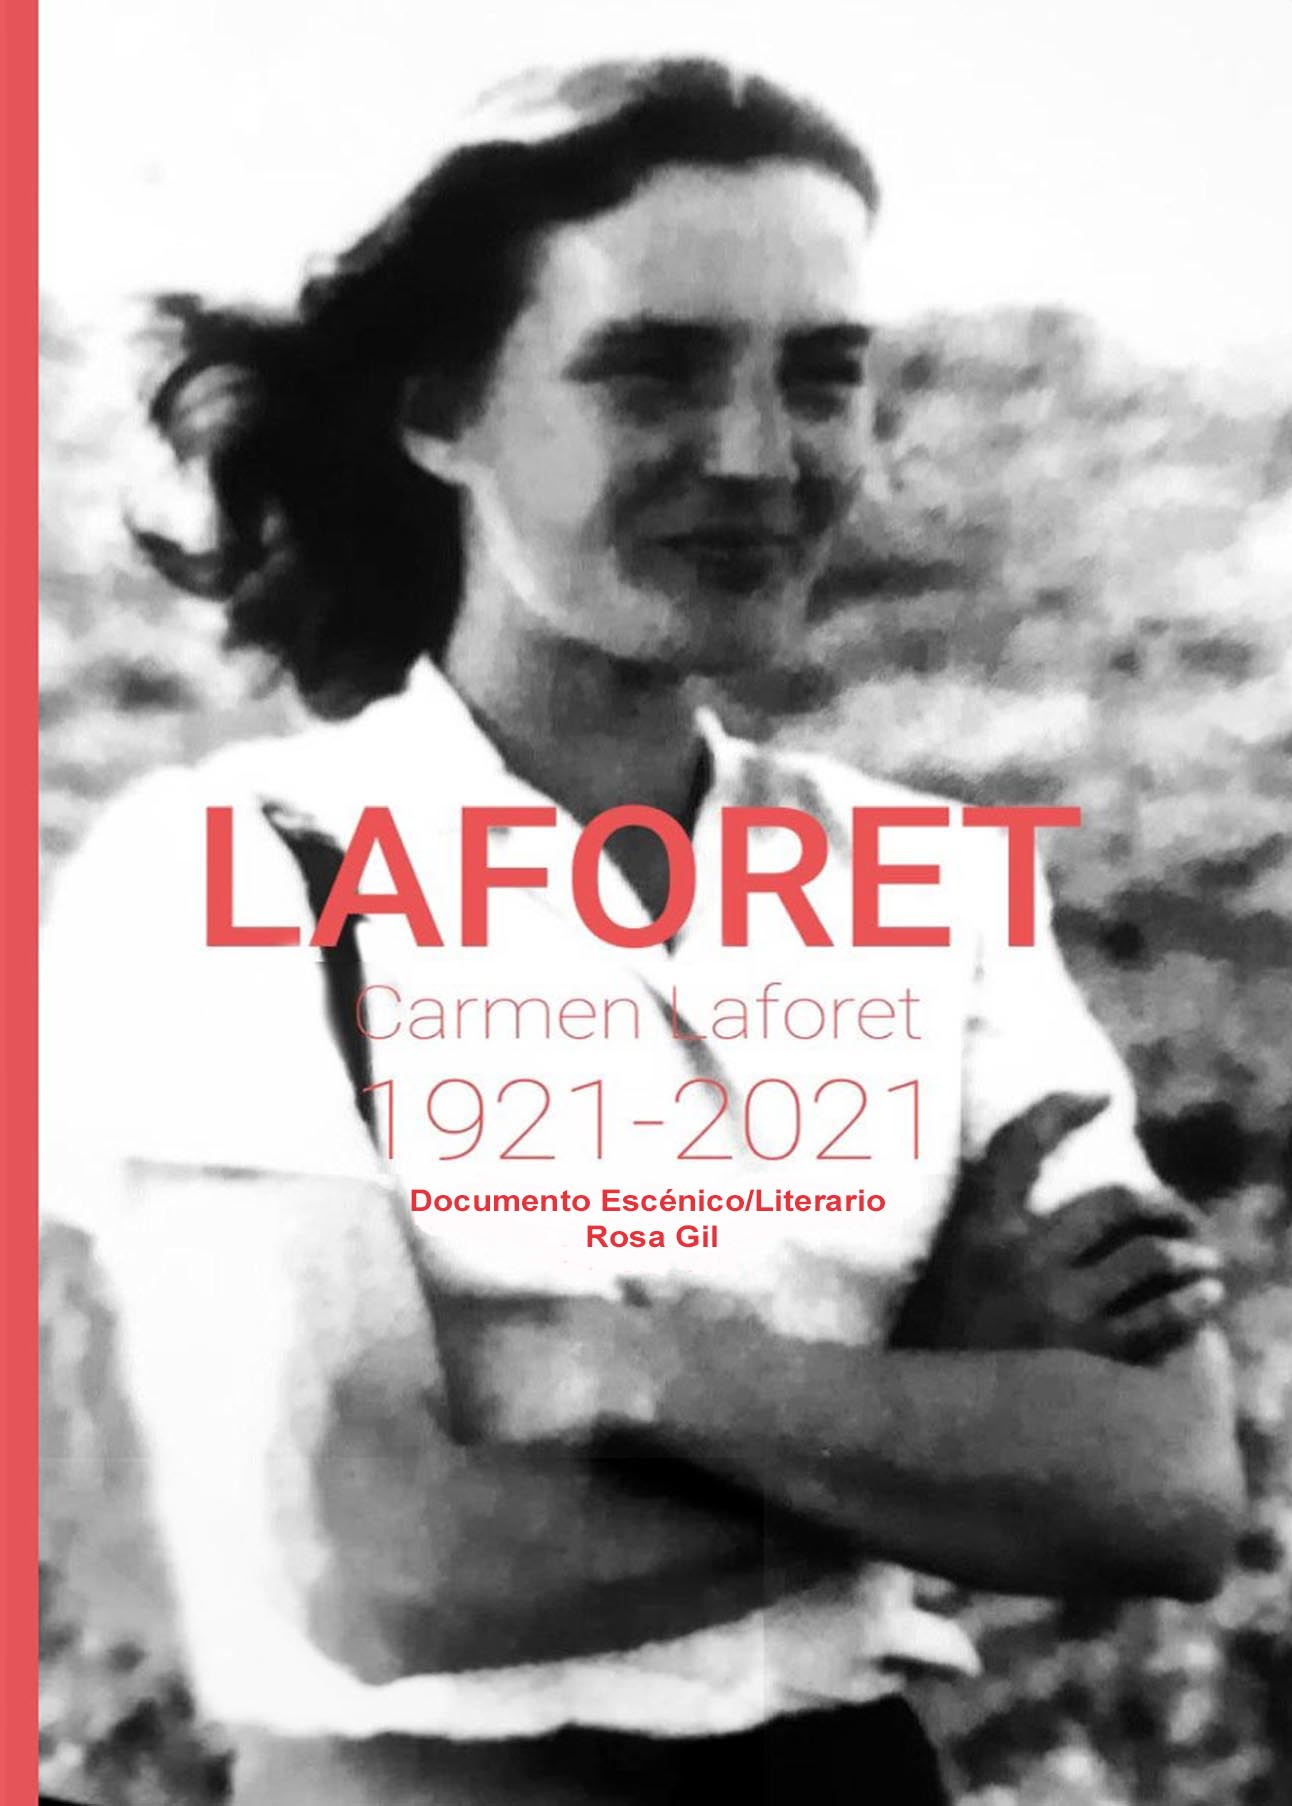 LAFORET
Carmen Laforet
1921-2021
Documento Escénico/Literario
Rosa Gil